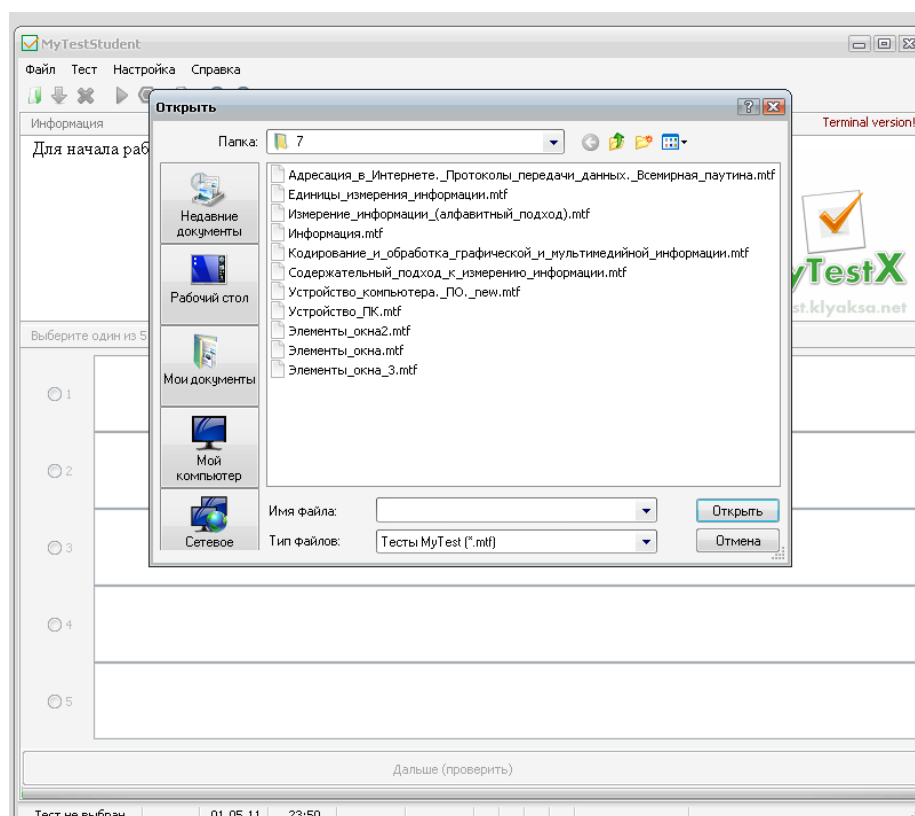 MyTestStudent
Файл Тест Настройка Справка
Открыть
Информация
Terminal version!
Для начала раб
Папка: 7
Адресация_в_Интернете._Протоколы_передачи_данных._Всемирная_паутина.mtf
Единицы_измерения_информации.mtf
Измерение_информации_(алфавитный_подход).mtf
Информация.mtf
Кодирование_и_обработка_графической_и_мультимедийной_информации.mtf
Содержательный_подход_к_измерению_информации.mtf
Устройство_компьютера._ПО._new.mtf
Устройство_ПК.mtf
Элементы_окна2.mtf
Элементы_окна.mtf
Элементы_окна_3.mtf
Недавние
документы
Рабочий стол
Мои документы
Мой
компьютер
Сетевое
yTestX
st.klyaksa.net
Выберите один из 5
Имя файла:
Открыть
Тип файлов: Тесты MyTest (*.mtf)
Отмена
1
2
3
4
5
Дальше (проверить)
Тест не выбран 01.05.11 23:50